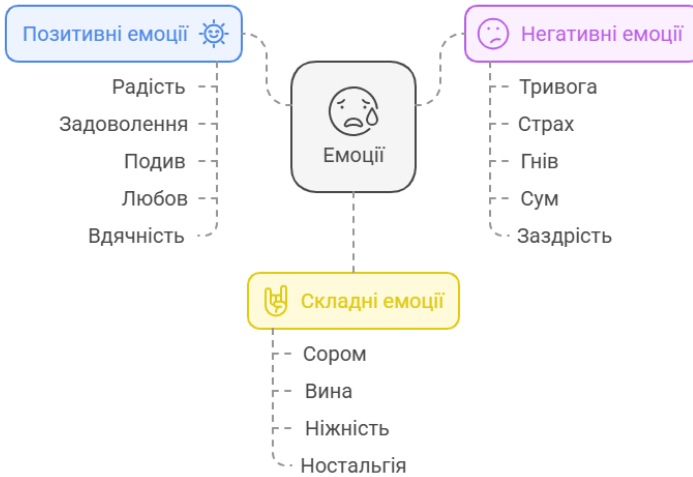 Позитивні емоції
Радість
Задоволення
Подив
Любов
Вдячність
Емоції
Негативні емоції
Тривога
Страх
Гнів
Сум
Заздрість
Складні емоції
Сором
Вина
Ніжність
Ностальгія